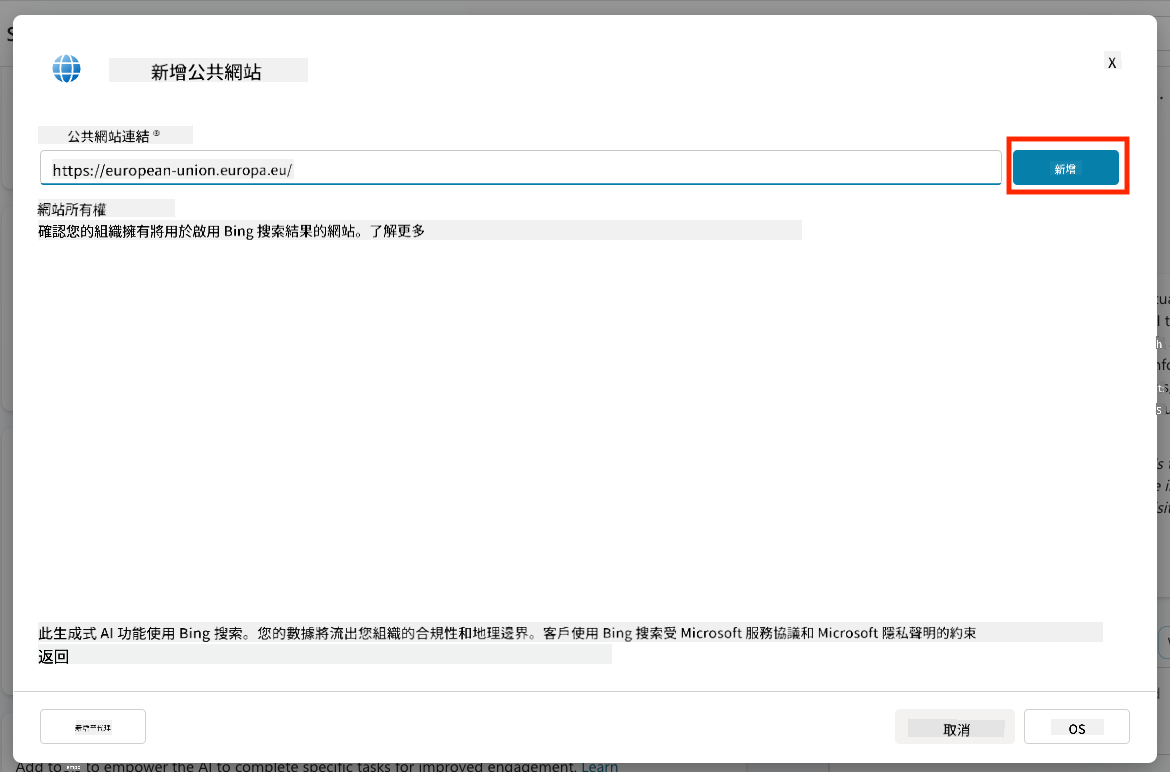 新增公共網站
X
公共網站連結 ®
https://european-union.europa.eu/
新增
網站所有權
確認您的組織擁有將用於啟用 Bing 搜索結果的網站。了解更多
此生成式 AI 功能使用 Bing 搜索。您的數據將流出您組織的合規性和地理邊界。客戶使用 Bing 搜索受 Microsoft 服務協議和 Microsoft 隱私聲明的約束
返回
取消
OS
Add to to empower the AI to complete specific tasks for improved engagement. Learn